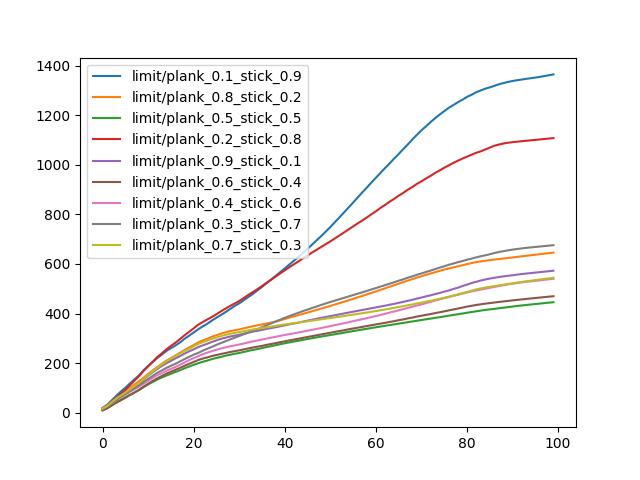 1400
1200
1000
800
600
400
200
0
limit/plank_0.1_stick_0.9
limit/plank_0.8_stick_0.2
limit/plank_0.5_stick_0.5
limit/plank_0.2_stick_0.8
limit/plank_0.9_stick_0.1
limit/plank_0.6_stick_0.4
limit/plank_0.4_stick_0.6
limit/plank_0.3_stick_0.7
limit/plank_0.7_stick_0.3
0 20 40 60 80 100